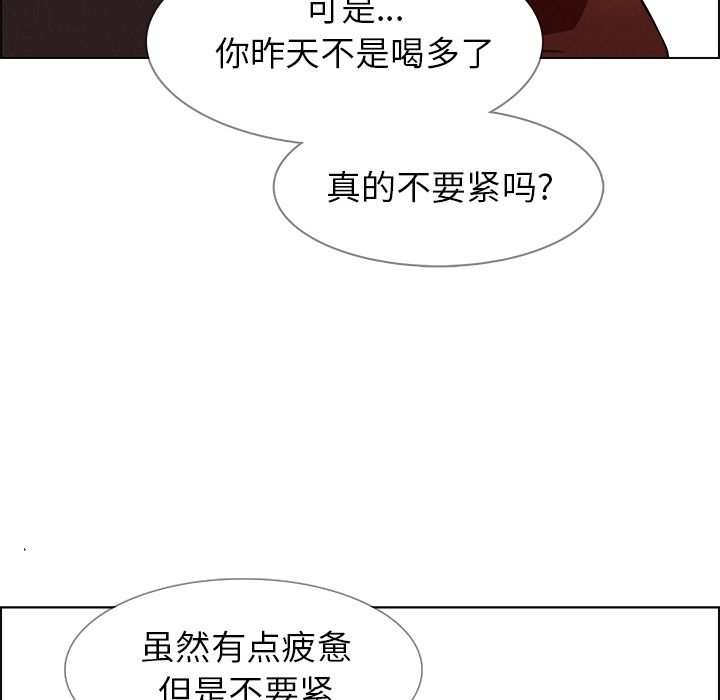 可是...
你昨天不是喝多了
真的不要紧吗?
虽然有点疲惫
但是不要紧